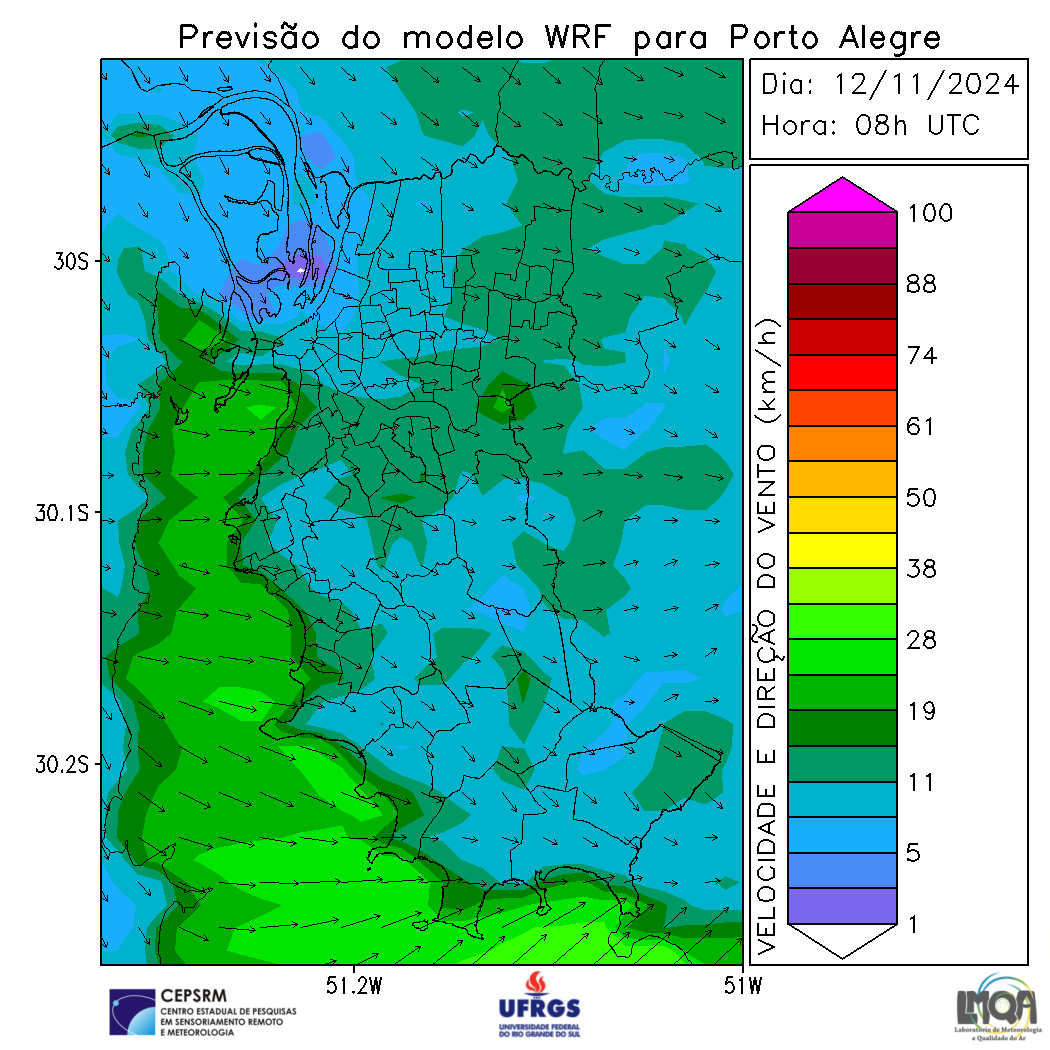 Previsão do modelo WRF para Porto Alegre
Dia: 12/11/2024
Hora: 08h UTC
30S
30.1S
30.2S
51.2W
51W
VELOCIDADE E DIREÇÃO DO VENTO (km/h)
100
88
74
61
50
38
28
19
11
5
1
CEPSRM
CENTRO ESTADUAL DE PESQUISAS
EM SENSORIAMENTO REMOTO
E METEOROLOGIA
UFRGS
UNIVERSIDADE FEDERAL
DO RIO GRANDE DO SUL
LMQA
Laboratório de Meteorologia
e Qualidade do Ar